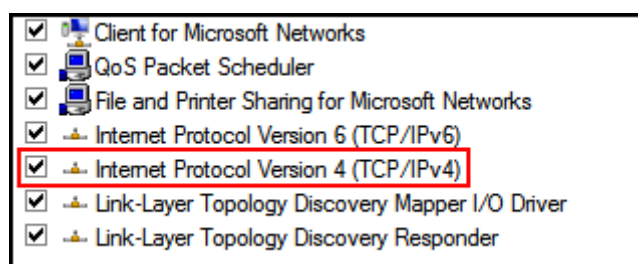 Client for Microsoft Networks
QoS Packet Scheduler
File and Printer Sharing for Microsoft Networks
Internet Protocol Version 6 (TCP/IPv6)
Internet Protocol Version 4 (TCP/IPv4)
Link-Layer Topology Discovery Mapper I/O Driver
Link-Layer Topology Discovery Responder